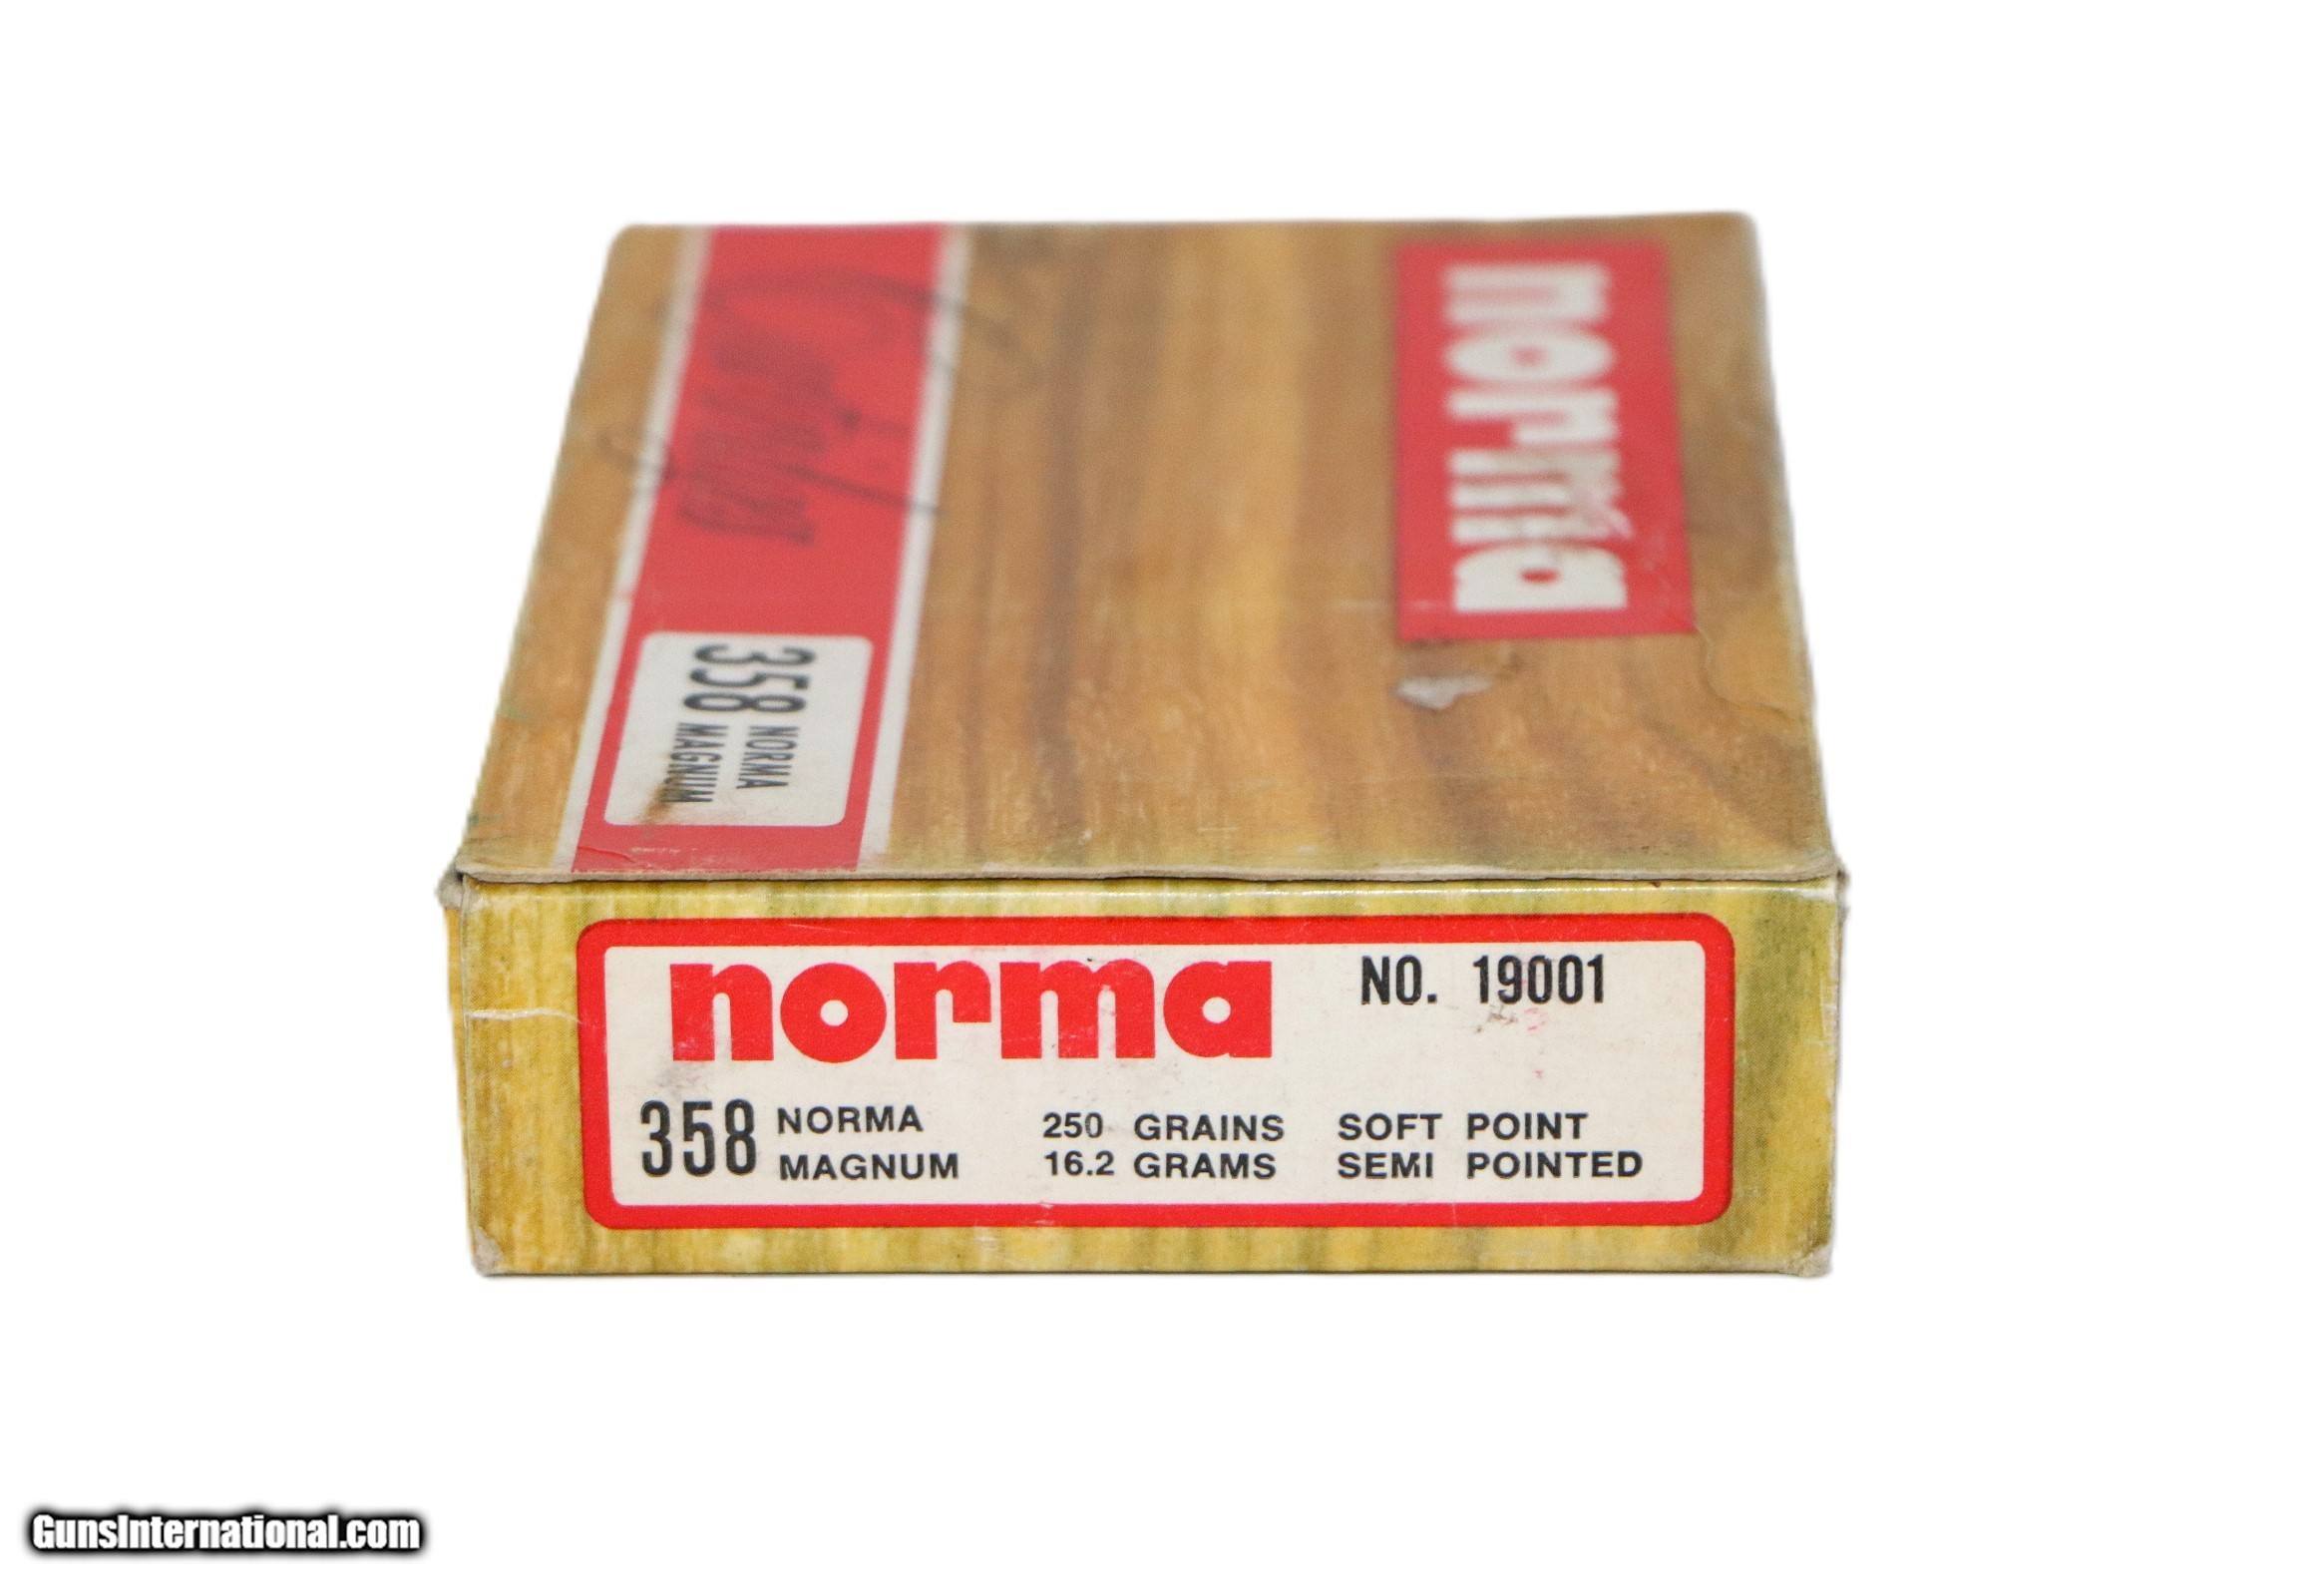 norma
358 NORMA
MAGNUM
norma NO. 19001
358 NORMA 250 GRAINS SOFT POINT
MAGNUM 16.2 GRAMS SEMI POINTED
GunsInternational.com